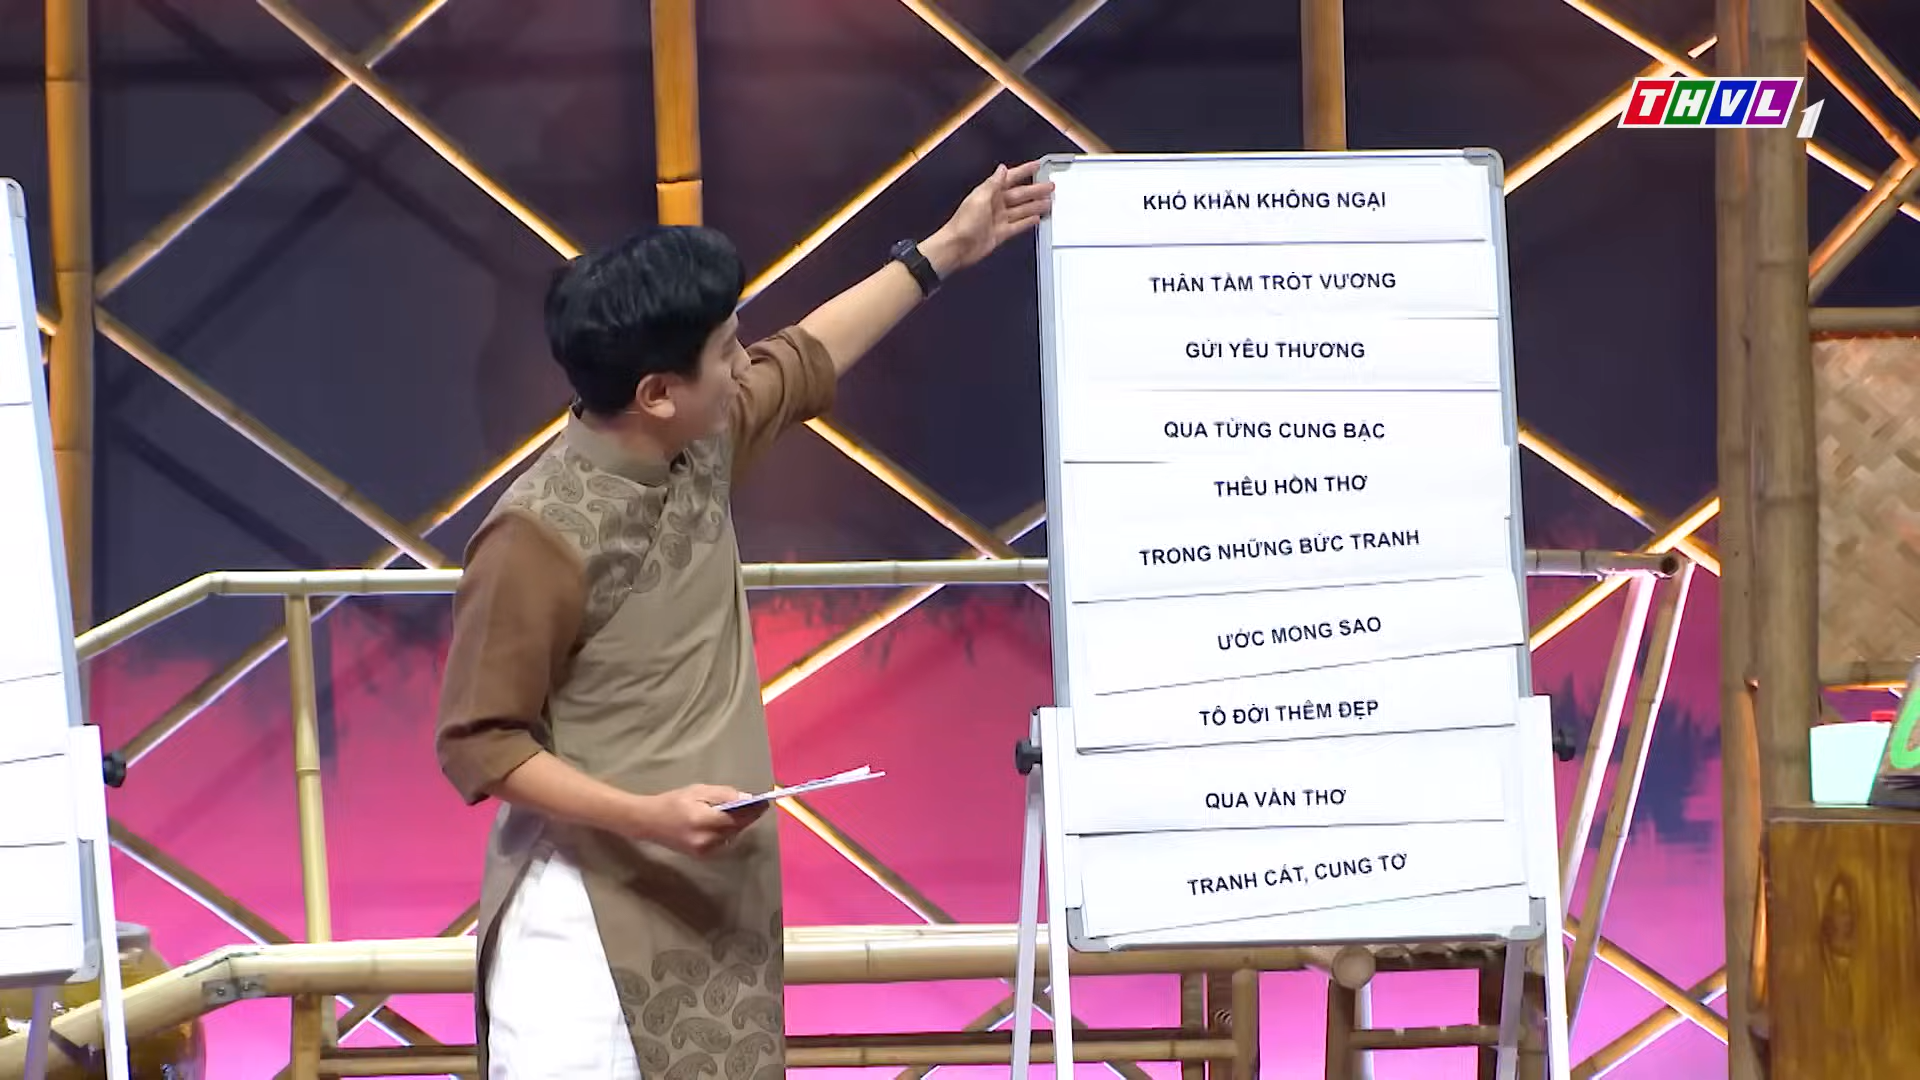 THVL1
KHÓ KHĂN KHÔNG NGẠI
THÂN TÂM TRÓT VƯƠNG
GỬI YÊU THƯƠNG
QUA TỪNG CUNG BẬC
THÊU HỒN THƠ
TRONG NHỮNG BỨC TRANH
ƯỚC MONG SAO
TÔ ĐỜI THÊM ĐẸP
QUA VẦN THƠ
TRANH CÁT, CUNG TƠ